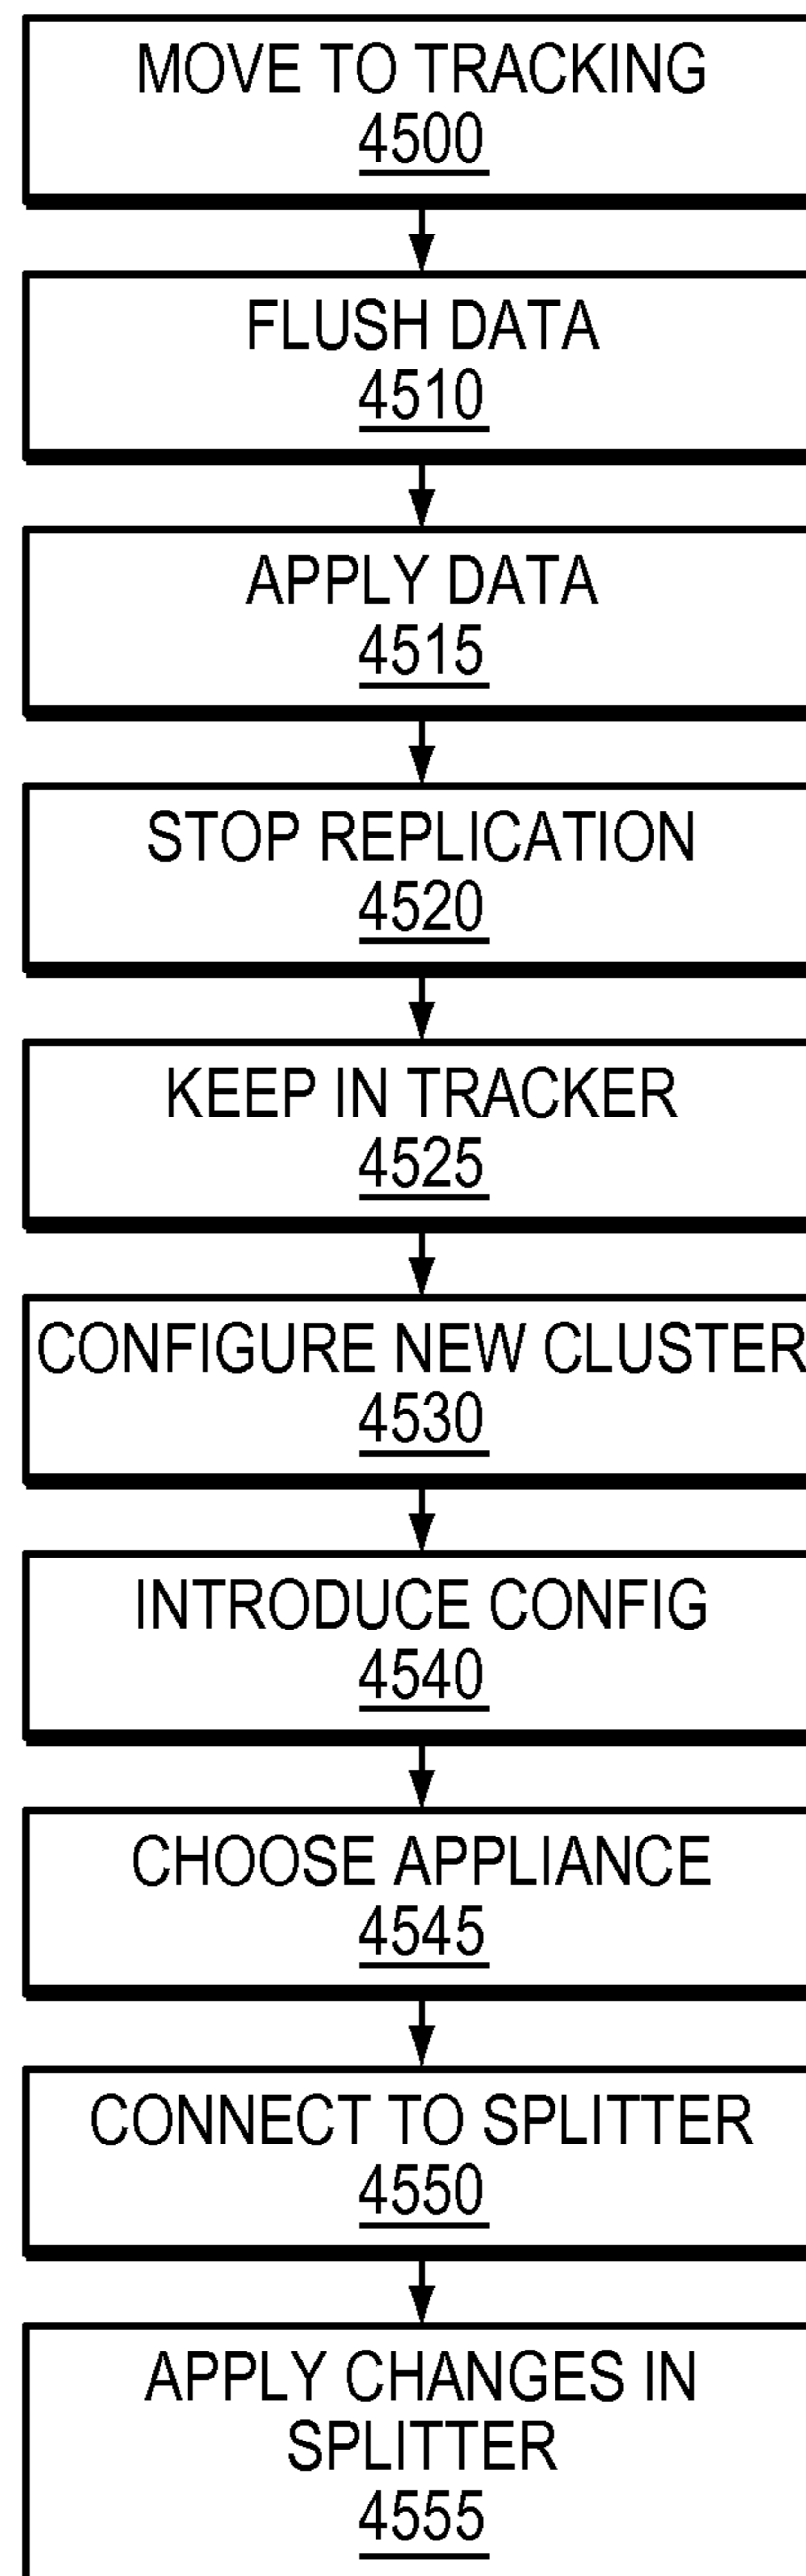 MOVE TO TRACKING
4500
FLUSH DATA
4510
APPLY DATA
4515
STOP REPLICATION
4520
KEEP IN TRACKER
4525
CONFIGURE NEW CLUSTER
4530
INTRODUCE CONFIG
4540
CHOOSE APPLIANCE
4545
CONNECT TO SPLITTER
4550
APPLY CHANGES IN
SPLITTER
4555